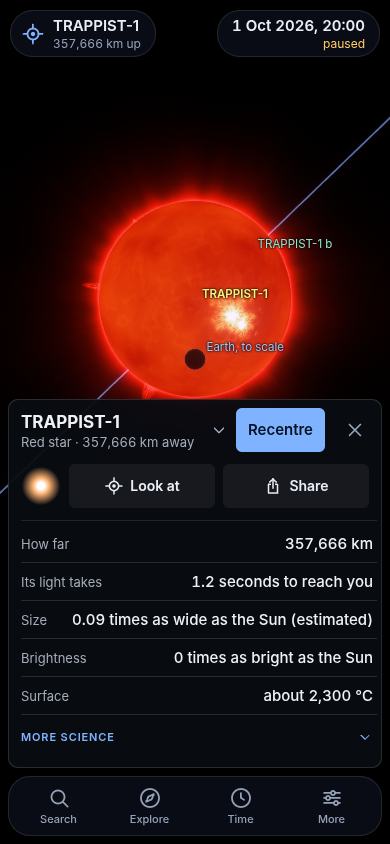 TRAPPIST-1
357,666 km up
1 Oct 2026, 20:00
paused
TRAPPIST-1 b
TRAPPIST-1
Earth, to scale
TRAPPIST-1
Red star · 357,666 km away
Recentre
Look at
Share
How far 357,666 km
Its light takes 1.2 seconds to reach you
Size 0.09 times as wide as the Sun (estimated)
Brightness 0 times as bright as the Sun
Surface about 2,300 °C
MORE SCIENCE
Search Explore Time More